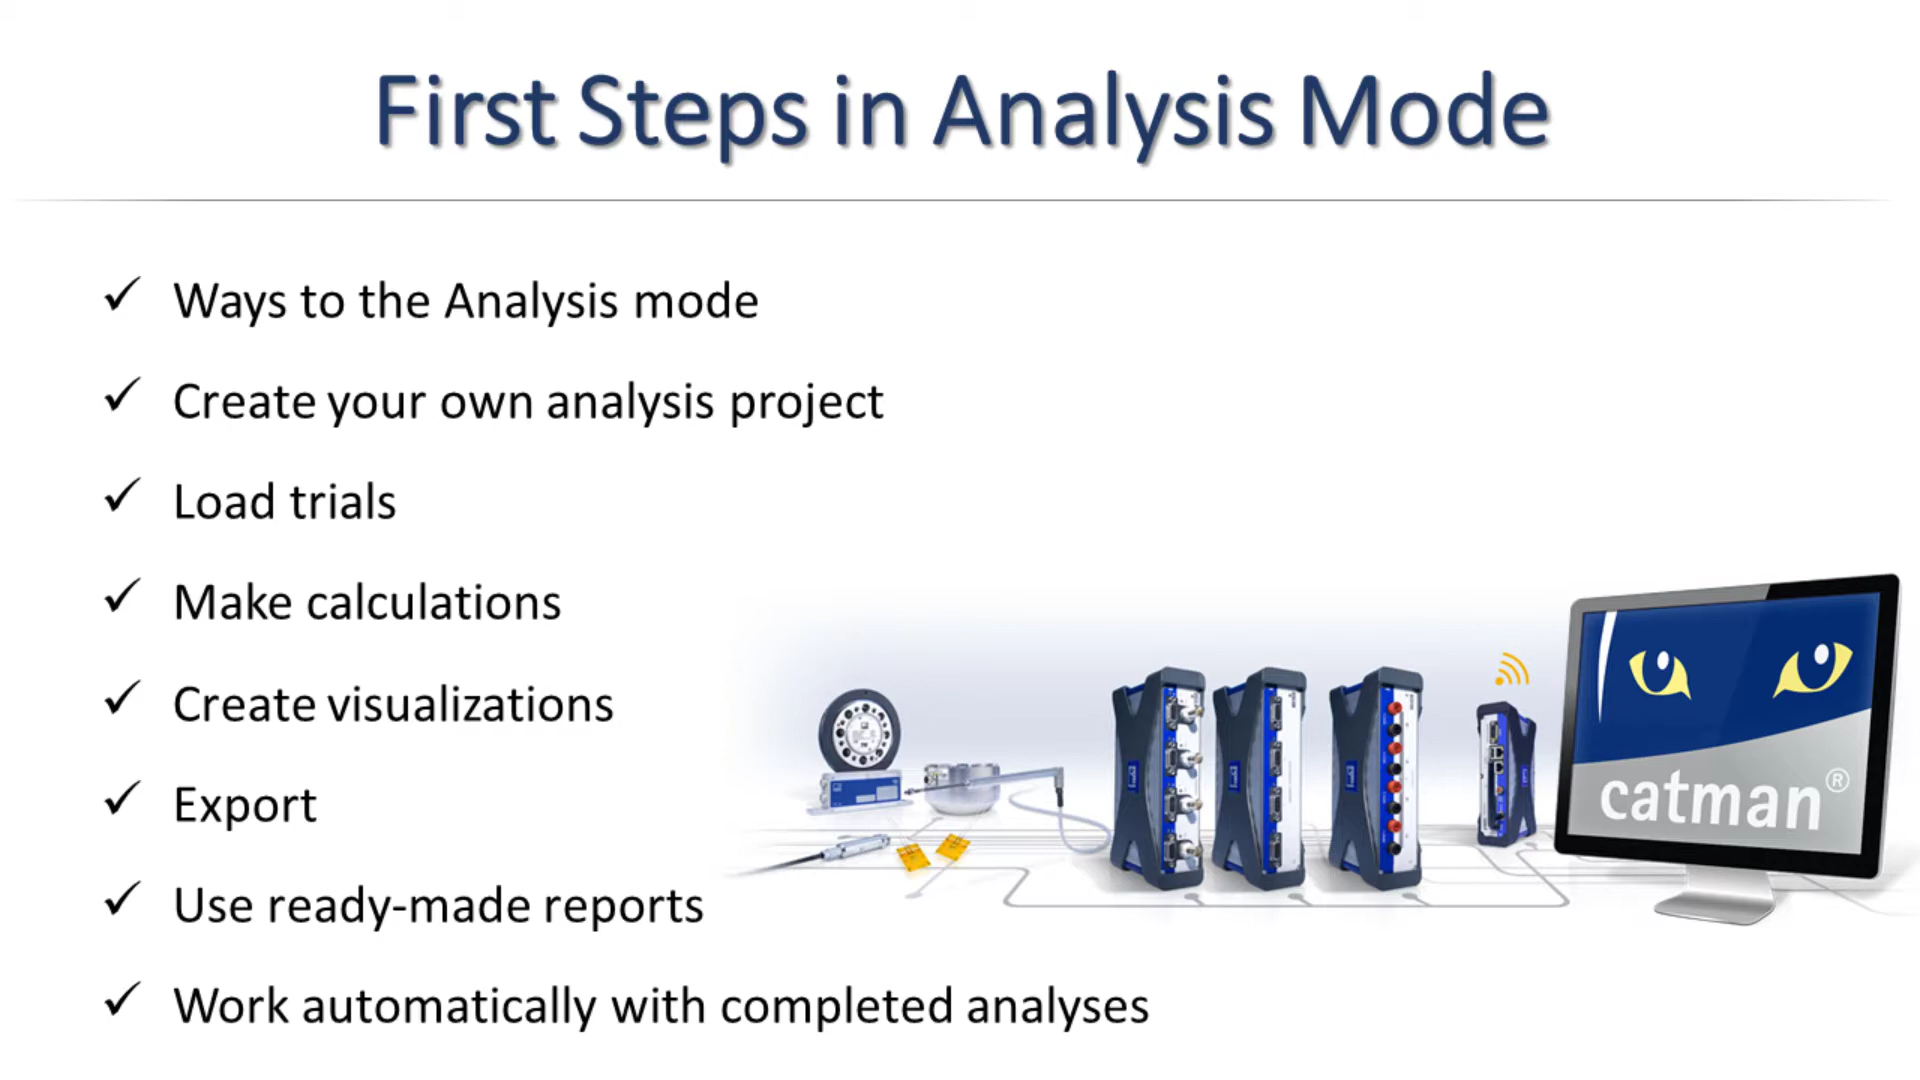 First Steps in Analysis Mode
✓ Ways to the Analysis mode
✓ Create your own analysis project
✓ Load trials
✓ Make calculations
✓ Create visualizations
✓ Export
✓ Use ready-made reports
✓ Work automatically with completed analyses
catman®